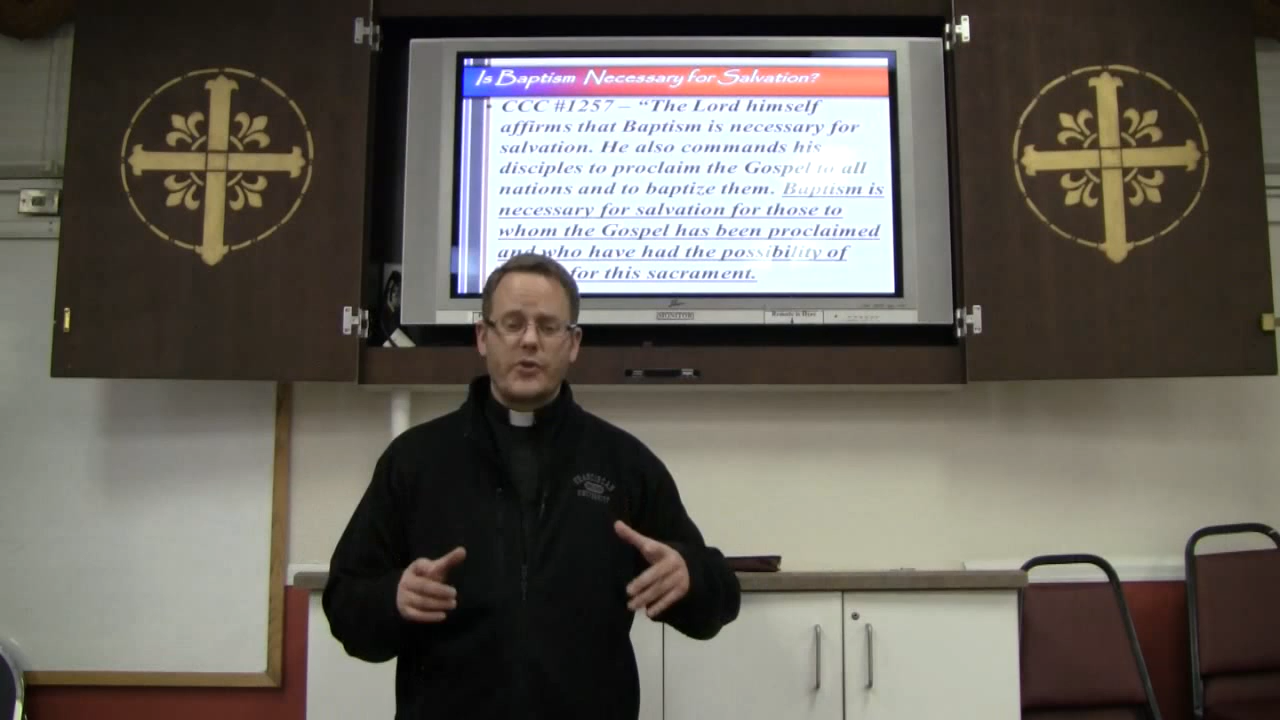 Is Baptism Necessary for Salvation?
CCC #1257 – “The Lord himself
affirms that Baptism is necessary for
salvation. He also commands his
disciples to proclaim the Gospel to all
nations and to baptize them. Baptism is
necessary for salvation for those to
whom the Gospel has been proclaimed
and who have had the possibility of
for this sacrament.
MONITOR
FRANCISCAN
UNIVERSITY